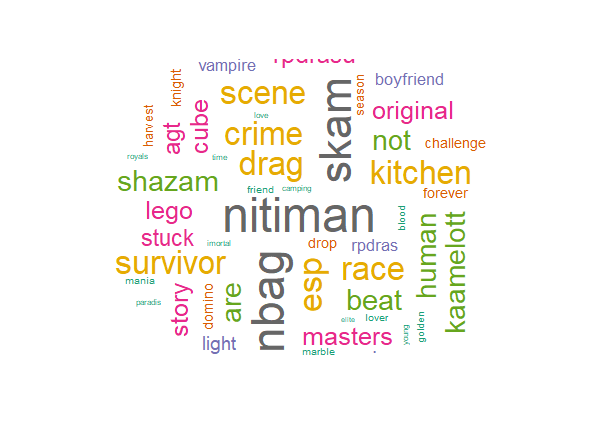 vampire
boyfriend
scene
skam
season
knight
harvest
agt
cube
love
original
crime
not
challenge
royals
time
drag
kitchen
shazam
friend
camping
forever
lego
nitiman
blood
human
kaamelott
stuck
imortal
drop
rpdras
survivor
nbag
esp
race
mania
paradis
story
domino
are
beat
elite
lover
young
golden
light
masters
marble